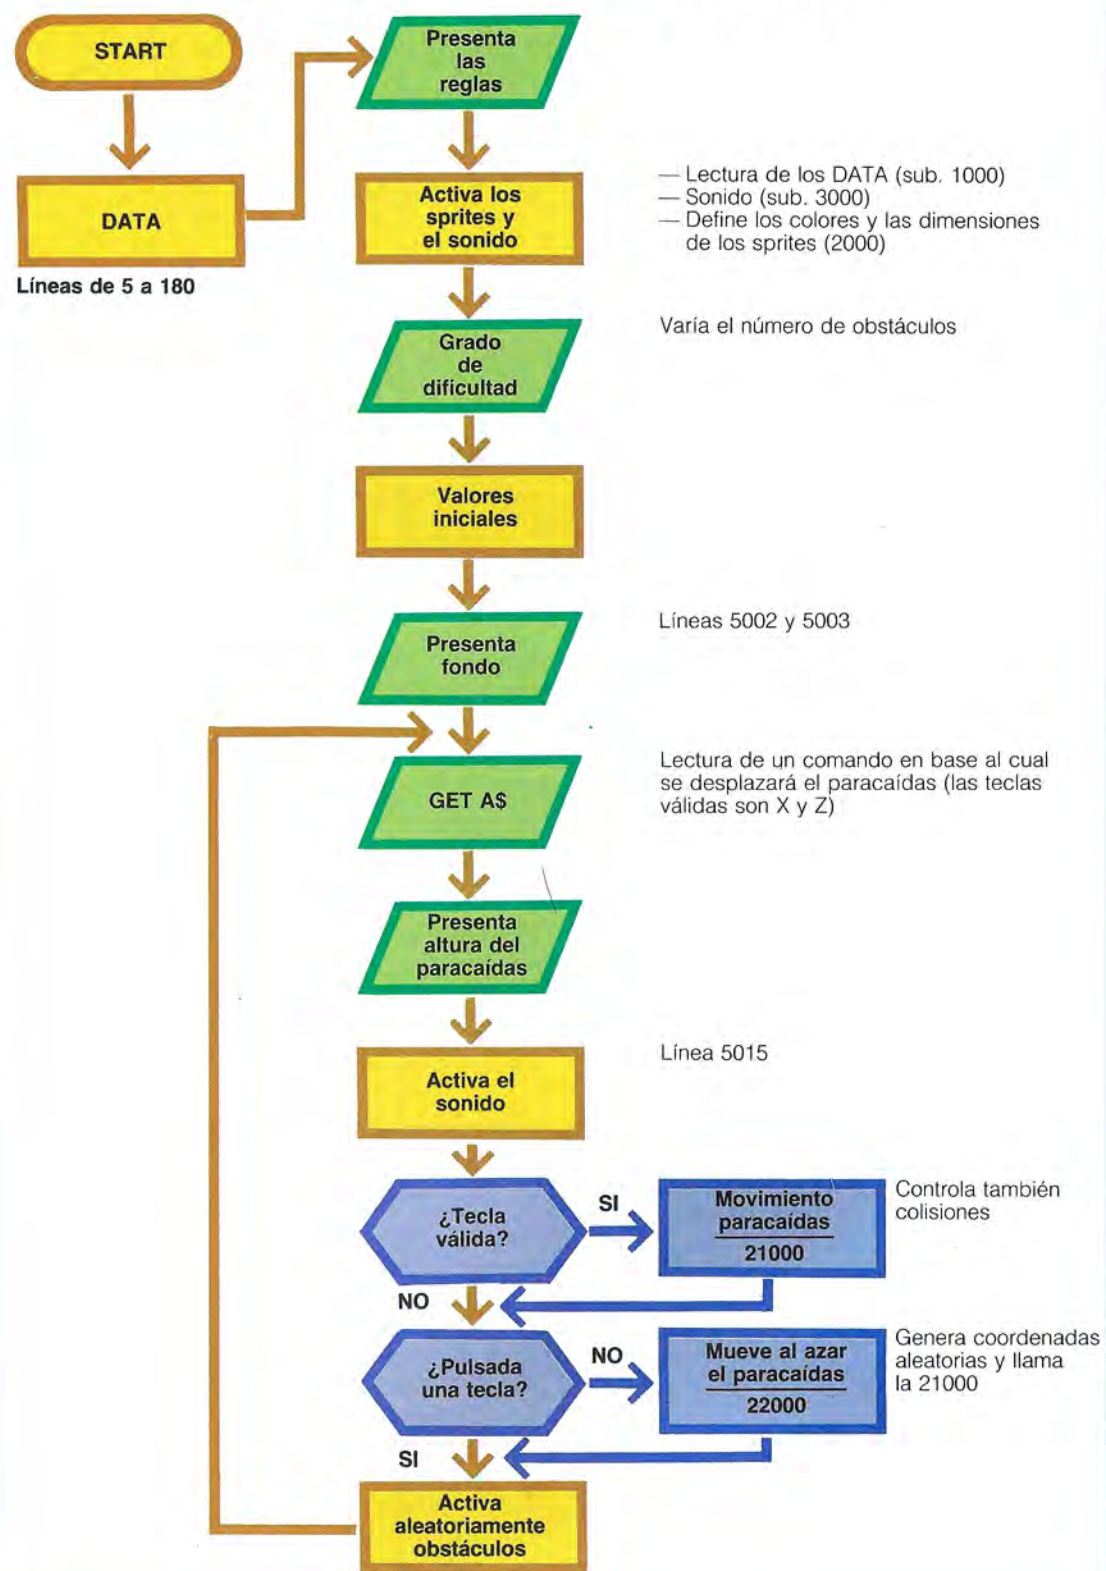 START
DATA
Líneas de 5 a 180
Presenta
las
reglas
Activa los
sprites y
el sonido
— Lectura de los DATA (sub. 1000)
— Sonido (sub. 3000)
— Define los colores y las dimensiones
de los sprites (2000)
Grado
de
dificultad
Varía el número de obstáculos
Valores
iniciales
Presenta
fondo
Líneas 5002 y 5003
GET A$
Lectura de un comando en base al cual
se desplazará el paracaídas (las teclas
válidas son X y Z)
Presenta
altura del
paracaídas
Activa el
sonido
Línea 5015
¿Tecla
válida?
SI
Movimiento
paracaídas
21000
Controla también
colisiones
NO
¿Pulsada
una tecla?
NO
Mueve al azar
el paracaídas
22000
Genera coordenadas
aleatorias y llama
la 21000
SI
Activa
aleatoriamente
obstáculos